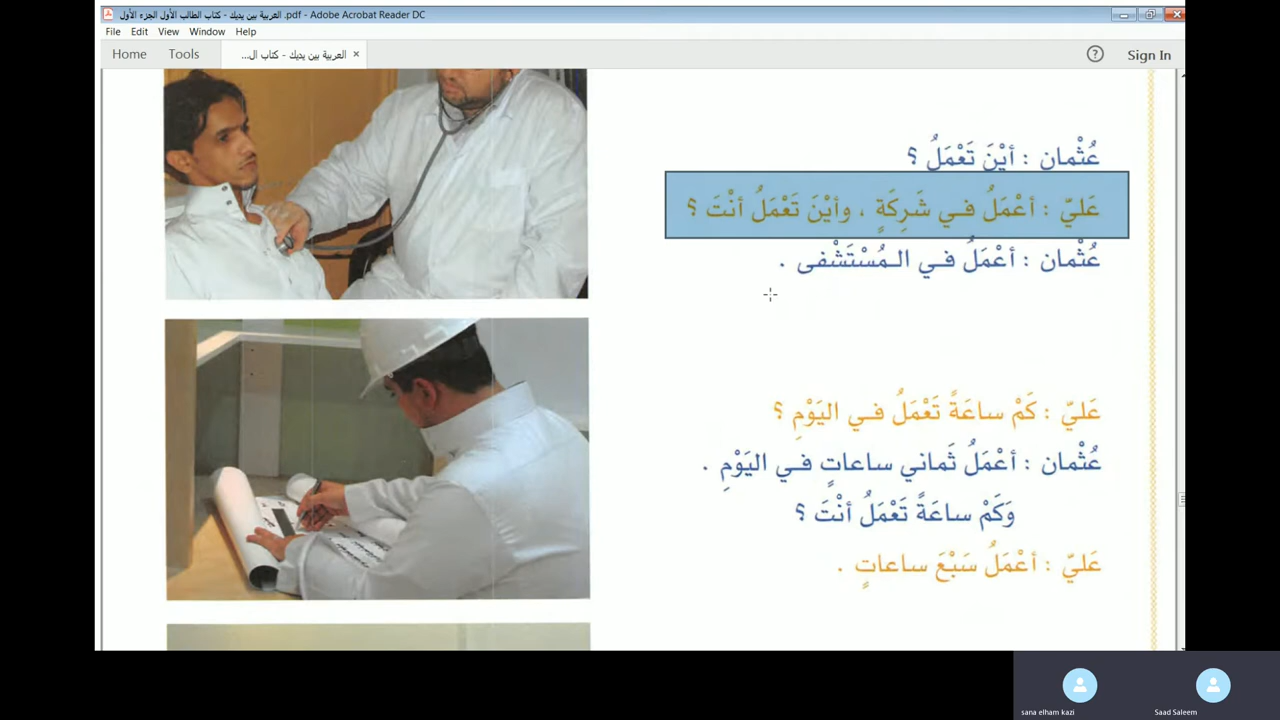 العربية بين يديك - كتاب الطالب الأول الجزء الأول .pdf - Adobe Acrobat Reader DC
File Edit View Window Help
Home Tools العربية بين يديك - كتاب ال... × ? Sign In
عُثْمان : أيْنَ تَعْمَلُ ؟
عَليّ : أعْمَلُ فـي شَرِكَةٍ ، وأيْنَ تَعْمَلُ أنْتَ ؟
عُثْمان : أعْمَلُ فـي الـمُسْتَشْفى .
عَليّ : كَمْ ساعَةً تَعْمَلُ فـي اليَوْمِ ؟
عُثْمان : أعْمَلُ ثَماني ساعاتٍ فـي اليَوْمِ .
وَكَمْ ساعَةً تَعْمَلُ أنْتَ ؟
عَليّ : أعْمَلُ سَبْعَ ساعاتٍ .
sana elham kazi
Saad Saleem